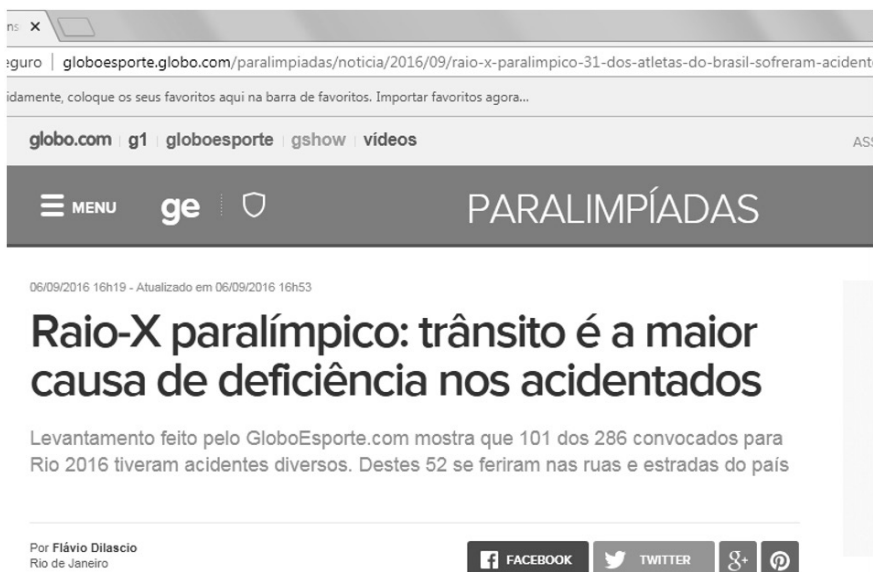 ns
eguro | globoesporte.globo.com/paralimpiadas/noticia/2016/09/raio-x-paralimpico-31-dos-atletas-do-brasil-sofreram-acident
idamente, coloque os seus favoritos aqui na barra de favoritos. Importar favoritos agora...
globo.com g1 globoesporte gshow vídeos ASS
MENU ge PARALIMPÍADAS
06/09/2016 16h19 - Atualizado em 06/09/2016 16h53
Raio-X paralímpico: trânsito é a maior
causa de deficiência nos acidentados
Levantamento feito pelo GloboEsporte.com mostra que 101 dos 286 convocados para
Rio 2016 tiveram acidentes diversos. Destes 52 se feriram nas ruas e estradas do país
Por Flávio Dilascio
Rio de Janeiro
FACEBOOK TWITTER g+